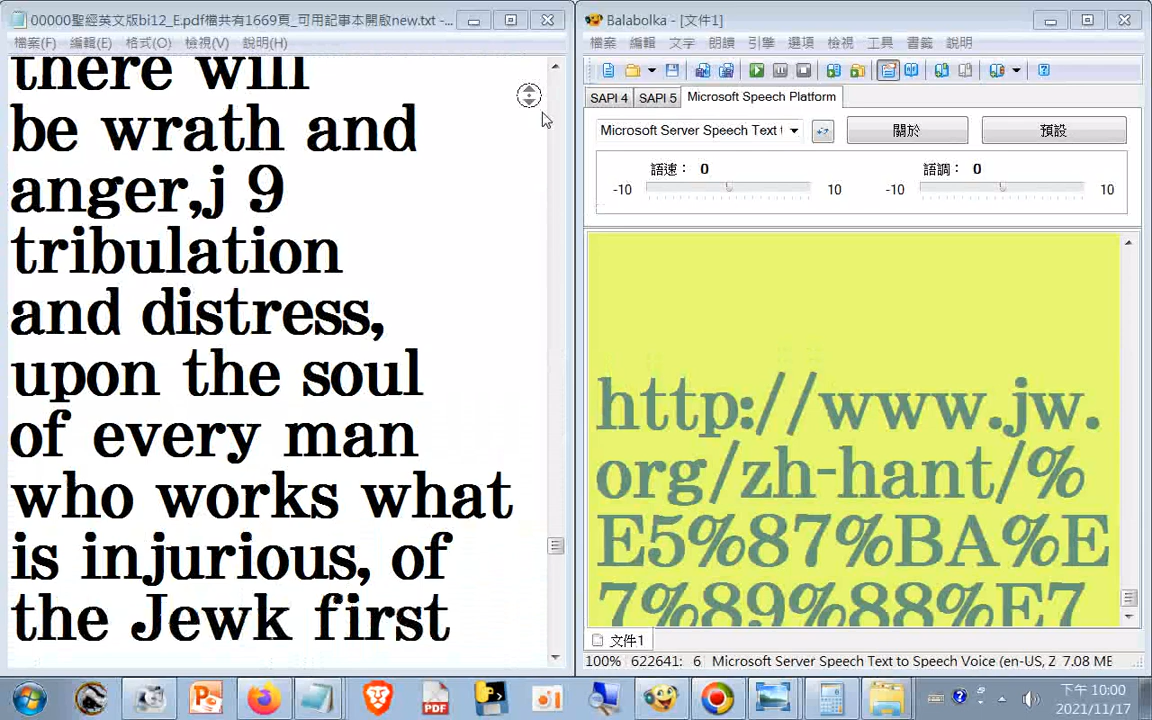 00000聖經英文版bi12_E.pdf檔共有1669頁_可用記事本開啟new.txt -...
檔案(F) 編輯(E) 格式(O) 檢視(V) 說明(H)
there will
be wrath and
anger,j 9
tribulation
and distress,
upon the soul
of every man
who works what
is injurious, of
the Jewk first
Balabolka - [文件1]
檔案 編輯 文字 朗讀 引擎 選項 檢視 工具 書籤 說明
SAPI 4 SAPI 5 Microsoft Speech Platform
Microsoft Server Speech Text t 關於 預設
語速： 0 語調： 0
-10 10 -10 10
http://www.jw.
org/zh-hant/%
E5%87%BA%E
7%89%88%E7
文件1
100% 622641: 6 Microsoft Server Speech Text to Speech Voice (en-US, Z 7.08 ME
PDF
下午 10:00
2021/11/17